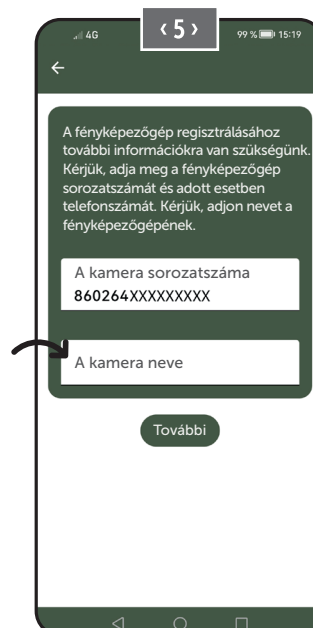 4G
‹ 5 ›
99 % 15:19
A fényképezőgép regisztrálásához
további információkra van szükségünk.
Kérjük, adja meg a fényképezőgép
sorozatszámát és adott esetben
telefonszámát. Kérjük, adjon nevet a
fényképezőgépének.
A kamera sorozatszáma
860264XXXXXXXXX
A kamera neve
További